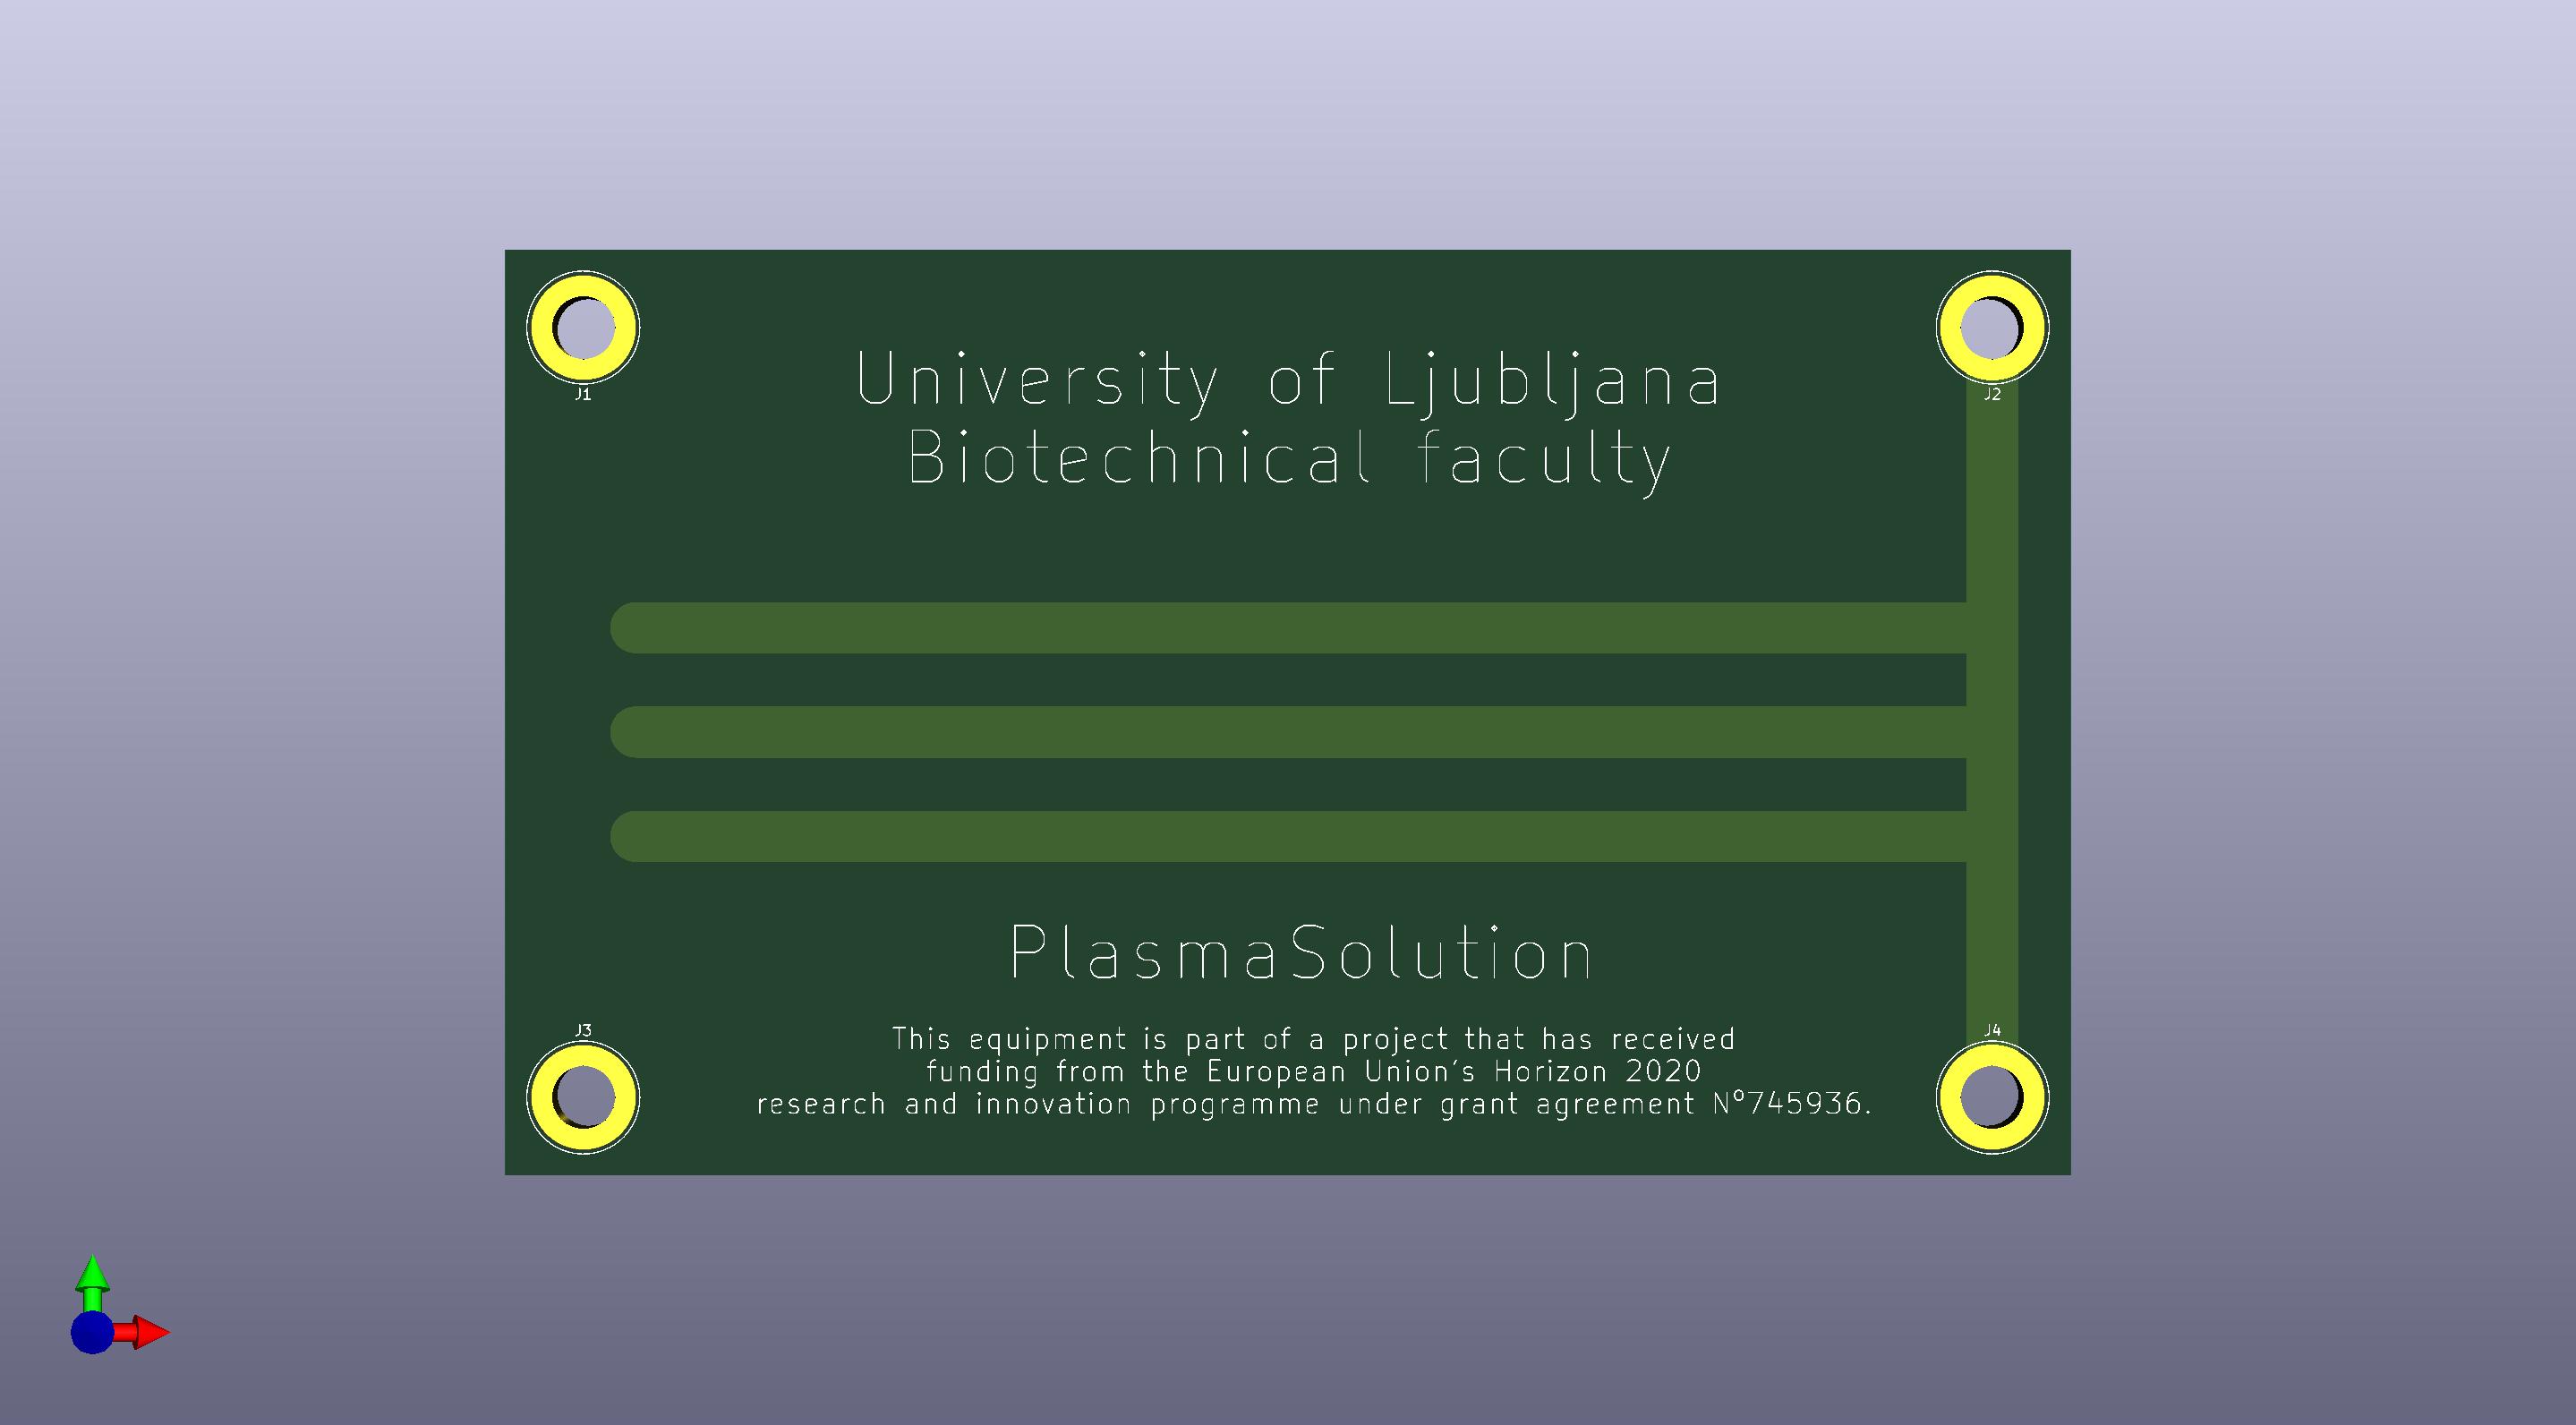 J1
J2
University of Ljubljana
Biotechnical faculty
PlasmaSolution
J3
J4
This equipment is part of a project that has received
funding from the European Union's Horizon 2020
research and innovation programme under grant agreement Nº745936.